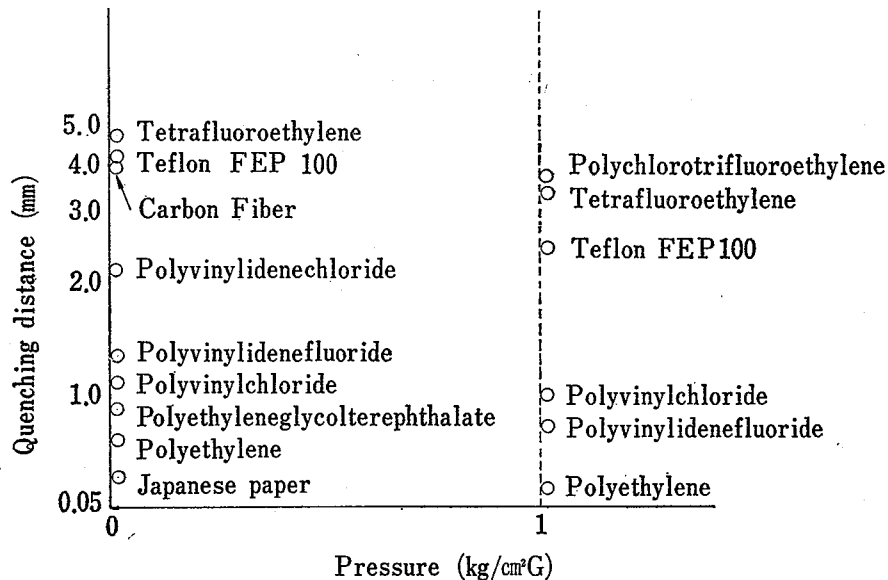 5.0
4.0
3.0
2.0
1.0
0.05
Quenching distance (mm)
Tetrafluoroethylene
Teflon FEP 100
Carbon Fiber
Polyvinylidenechloride
Polyvinylidenefluoride
Polyvinylchloride
Polyethyleneglycolterephthalate
Polyethylene
Japanese paper
Polychlorotrifluoroethylene
Tetrafluoroethylene
Teflon FEP100
Polyvinylchloride
Polyvinylidenefluoride
Polyethylene
0 1
Pressure (kg/cm²G)